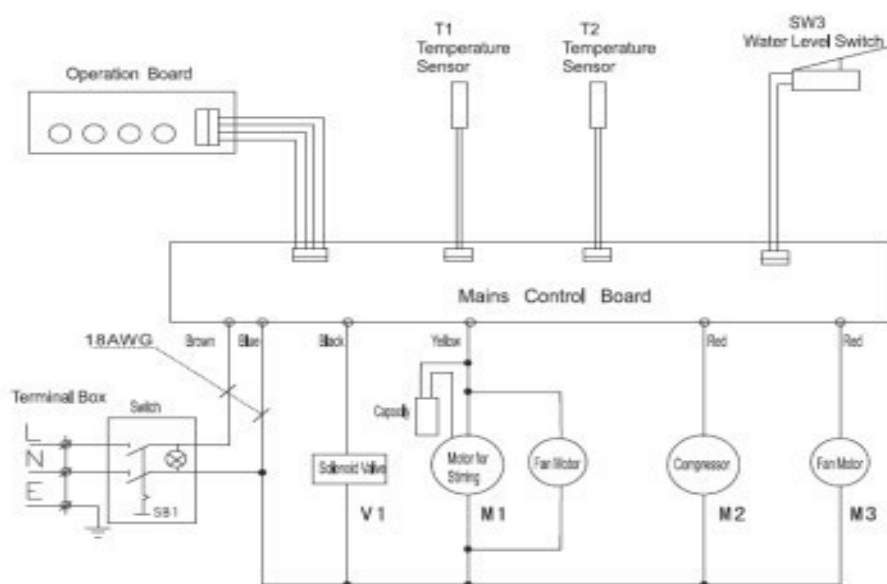 SW3
Water Level Switch
T1
Temperature
Sensor
T2
Temperature
Sensor
Operation Board
Mains Control Board
18AWG
Brown
Blue
Black
Yellow
Red
Red
Terminal Box
Switch
L
N
E
SB1
Solenoid Valve
V1
Motor for
Stirring
M1
Fan Motor
Compressor
M2
Fan Motor
M3